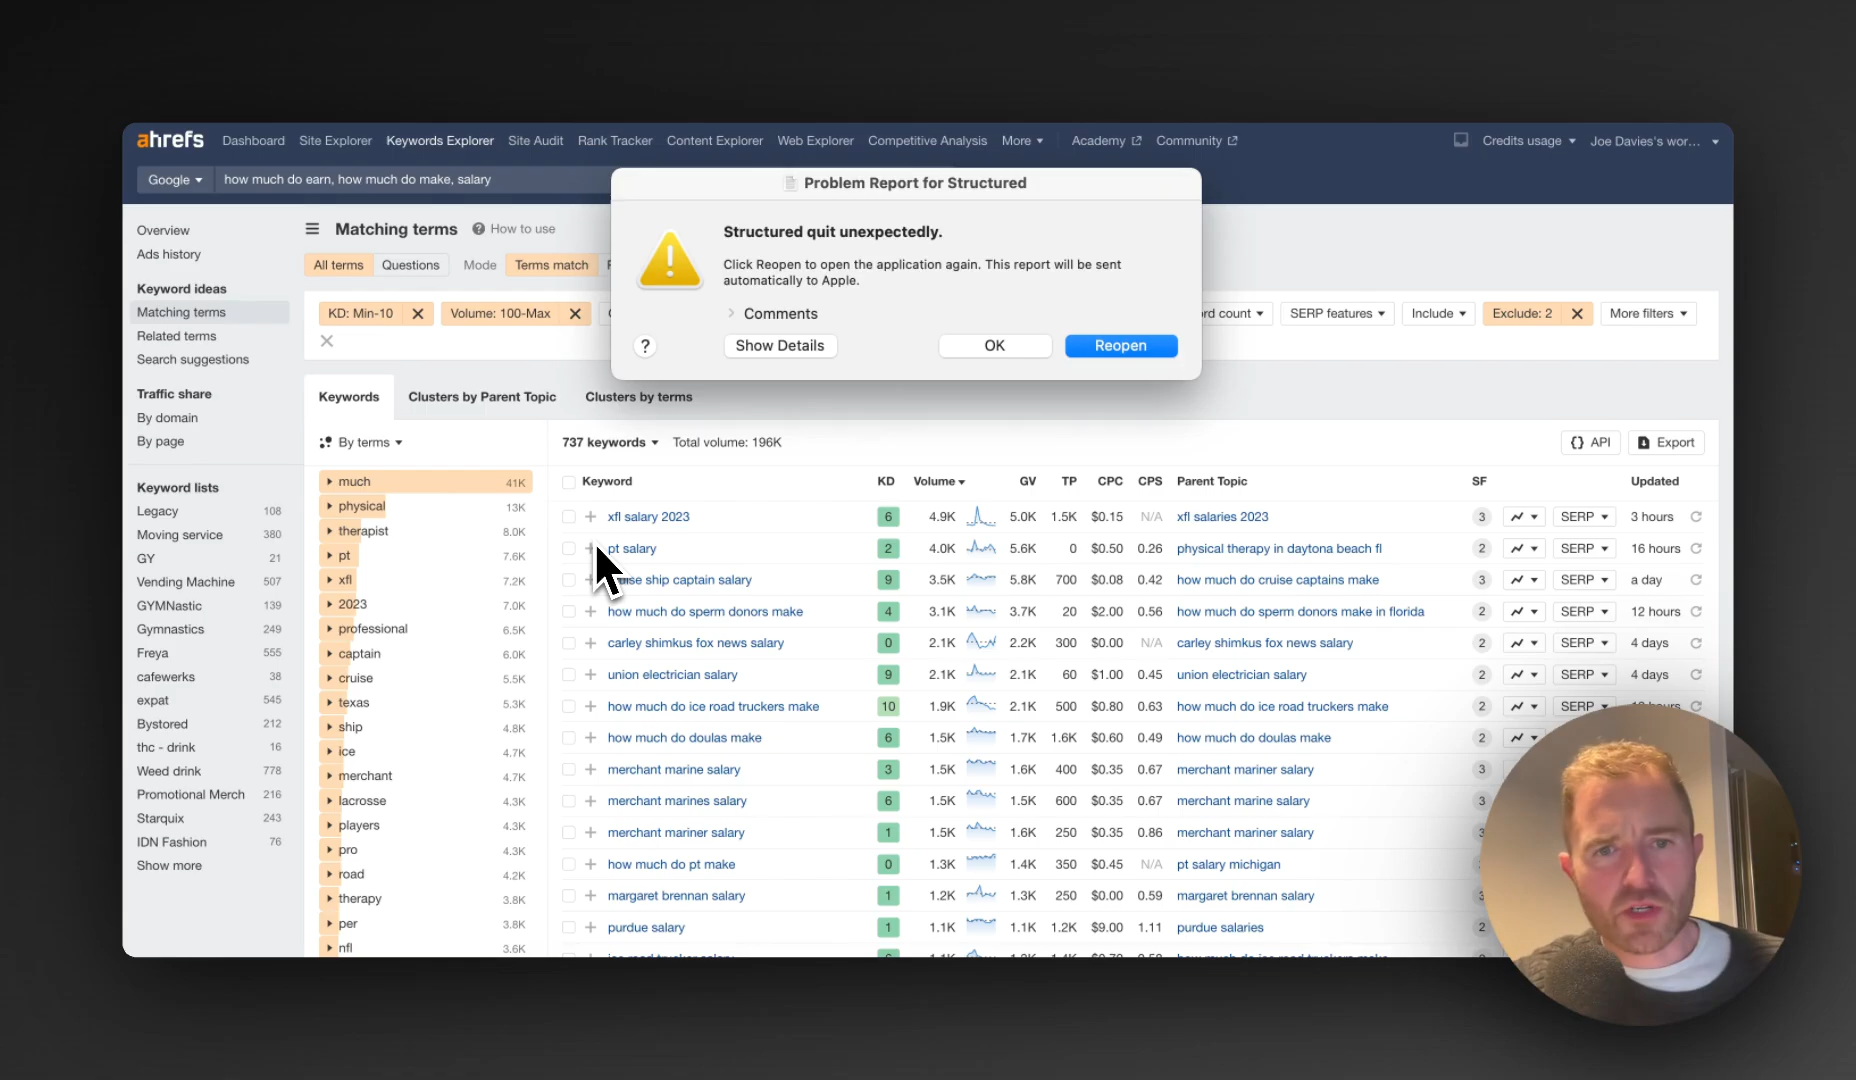 ahrefs Dashboard Site Explorer Keywords Explorer Site Audit Rank Tracker Content Explorer Web Explorer Competitive Analysis More Academy Community Credits usage Joe Davies's wor...
Google how much do earn, how much do make, salary
Problem Report for Structured
Structured quit unexpectedly.
Click Reopen to open the application again. This report will be sent
automatically to Apple.
Comments
? Show Details OK Reopen
Overview
Ads history
Keyword ideas
Matching terms
Related terms
Search suggestions
Traffic share
By domain
By page
Keyword lists
Legacy 108
Moving service 380
GY 21
Vending Machine 507
GYMNastic 139
Gymnastics 249
Freya 555
cafewerks 38
expat 545
Bystored 212
thc - drink 16
Weed drink 778
Promotional Merch 216
Starquix 243
IDN Fashion 76
Show more
Matching terms ? How to use
All terms Questions Mode Terms match
KD: Min-10 Volume: 100-Max rd count SERP features Include Exclude: 2 More filters
Keywords Clusters by Parent Topic Clusters by terms
By terms
much 41K
physical 13K
therapist 8.0K
pt 7.6K
xfl 7.2K
2023 7.0K
professional 6.5K
captain 6.0K
cruise 5.5K
texas 5.3K
ship 4.8K
ice 4.7K
merchant 4.7K
lacrosse 4.3K
players 4.3K
pro 4.3K
road 4.2K
therapy 3.8K
per 3.8K
nfl 3.6K
737 keywords Total volume: 196K API Export
Keyword KD Volume GV TP CPC CPS Parent Topic SF Updated
xfl salary 2023 6 4.9K 5.0K 1.5K $0.15 N/A xfl salaries 2023 3 SERP 3 hours
pt salary 2 4.0K 5.6K 0 $0.50 0.26 physical therapy in daytona beach fl 2 SERP 16 hours
ise ship captain salary 9 3.5K 5.8K 700 $0.08 0.42 how much do cruise captains make 3 SERP a day
how much do sperm donors make 4 3.1K 3.7K 20 $2.00 0.56 how much do sperm donors make in florida 2 SERP 12 hours
carley shimkus fox news salary 0 2.1K 2.2K 300 $0.00 N/A carley shimkus fox news salary 2 SERP 4 days
union electrician salary 9 2.1K 2.1K 60 $1.00 0.45 union electrician salary 2 SERP 4 days
how much do ice road truckers make 10 1.9K 2.1K 500 $0.80 0.63 how much do ice road truckers make 2 SERP hours
how much do doulas make 6 1.5K 1.7K 1.6K $0.60 0.49 how much do doulas make 2
merchant marine salary 3 1.5K 1.6K 400 $0.35 0.67 merchant mariner salary 3
merchant marines salary 6 1.5K 1.5K 600 $0.35 0.67 merchant marine salary 3
merchant mariner salary 1 1.5K 1.6K 250 $0.35 0.86 merchant mariner salary 3
how much do pt make 0 1.3K 1.4K 350 $0.45 N/A pt salary michigan
margaret brennan salary 1 1.2K 1.3K 250 $0.00 0.59 margaret brennan salary 3
purdue salary 1 1.1K 1.1K 1.2K $9.00 1.11 purdue salaries 2